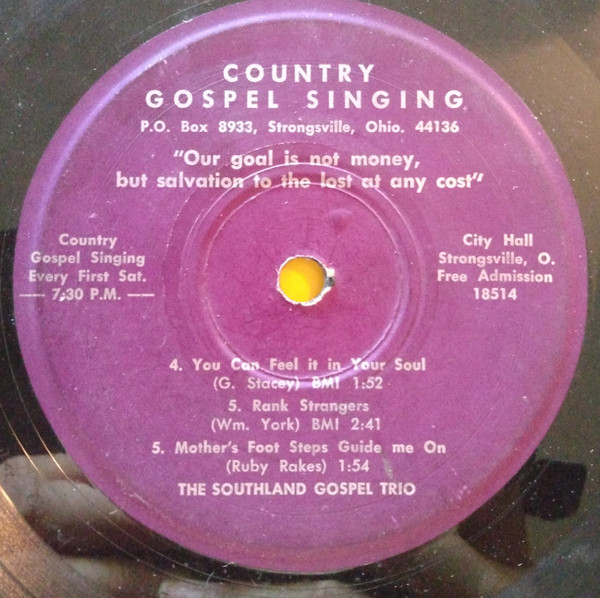 COUNTRY
GOSPEL SINGING
P.O. Box 8933, Strongsville, Ohio. 44136
"Our goal is not money,
but salvation to the lost at any cost"
Country
Gospel Singing
Every First Sat.
— 7:30 P.M. —
City Hall
Strongsville, O.
Free Admission
18514
4. You Can Feel it in Your Soul
(G. Stacey) BMI 1:52
5. Rank Strangers
(Wm. York) BMI 2:41
5. Mother's Foot Steps Guide me On
(Ruby Rakes) 1:54
THE SOUTHLAND GOSPEL TRIO